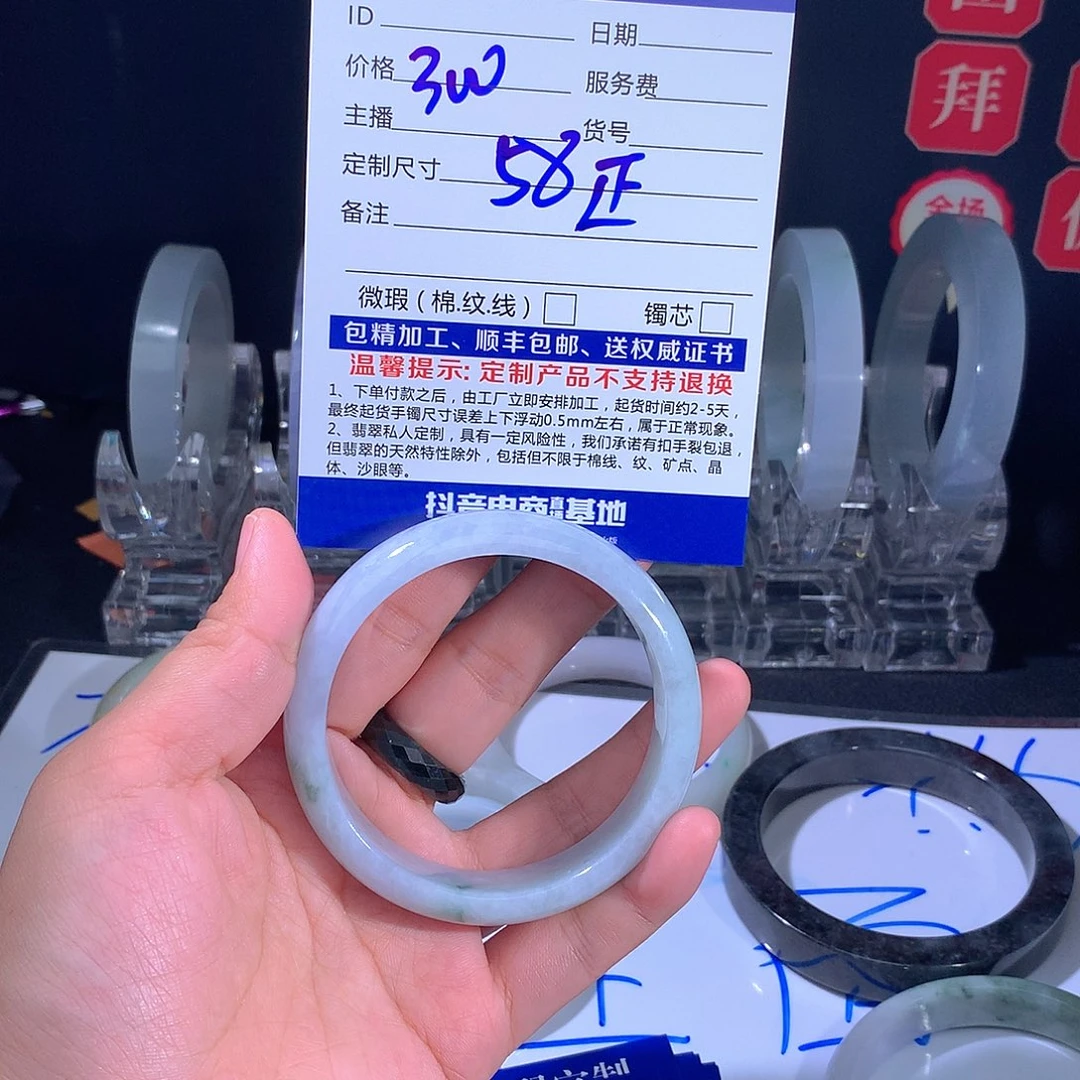 ID 日期
价格 3W 服务费
主播 货号
定制尺寸 58正
备注
微瑕（棉.纹.线） 镯芯
包精加工、顺丰包邮、送权威证书
温馨提示: 定制产品不支持退换
1、下单付款之后，由工厂立即安排加工，起货时间约2-5天，
最终起货手镯尺寸误差上下浮动0.5mm左右，属于正常现象。
2、翡翠私人定制，具有一定风险性，我们承诺有扣手裂包退，
但翡翠的天然特性除外，包括但不限于棉线、纹、矿点、晶
体、沙眼等。
抖音电商直播基地
拜
全场
定制